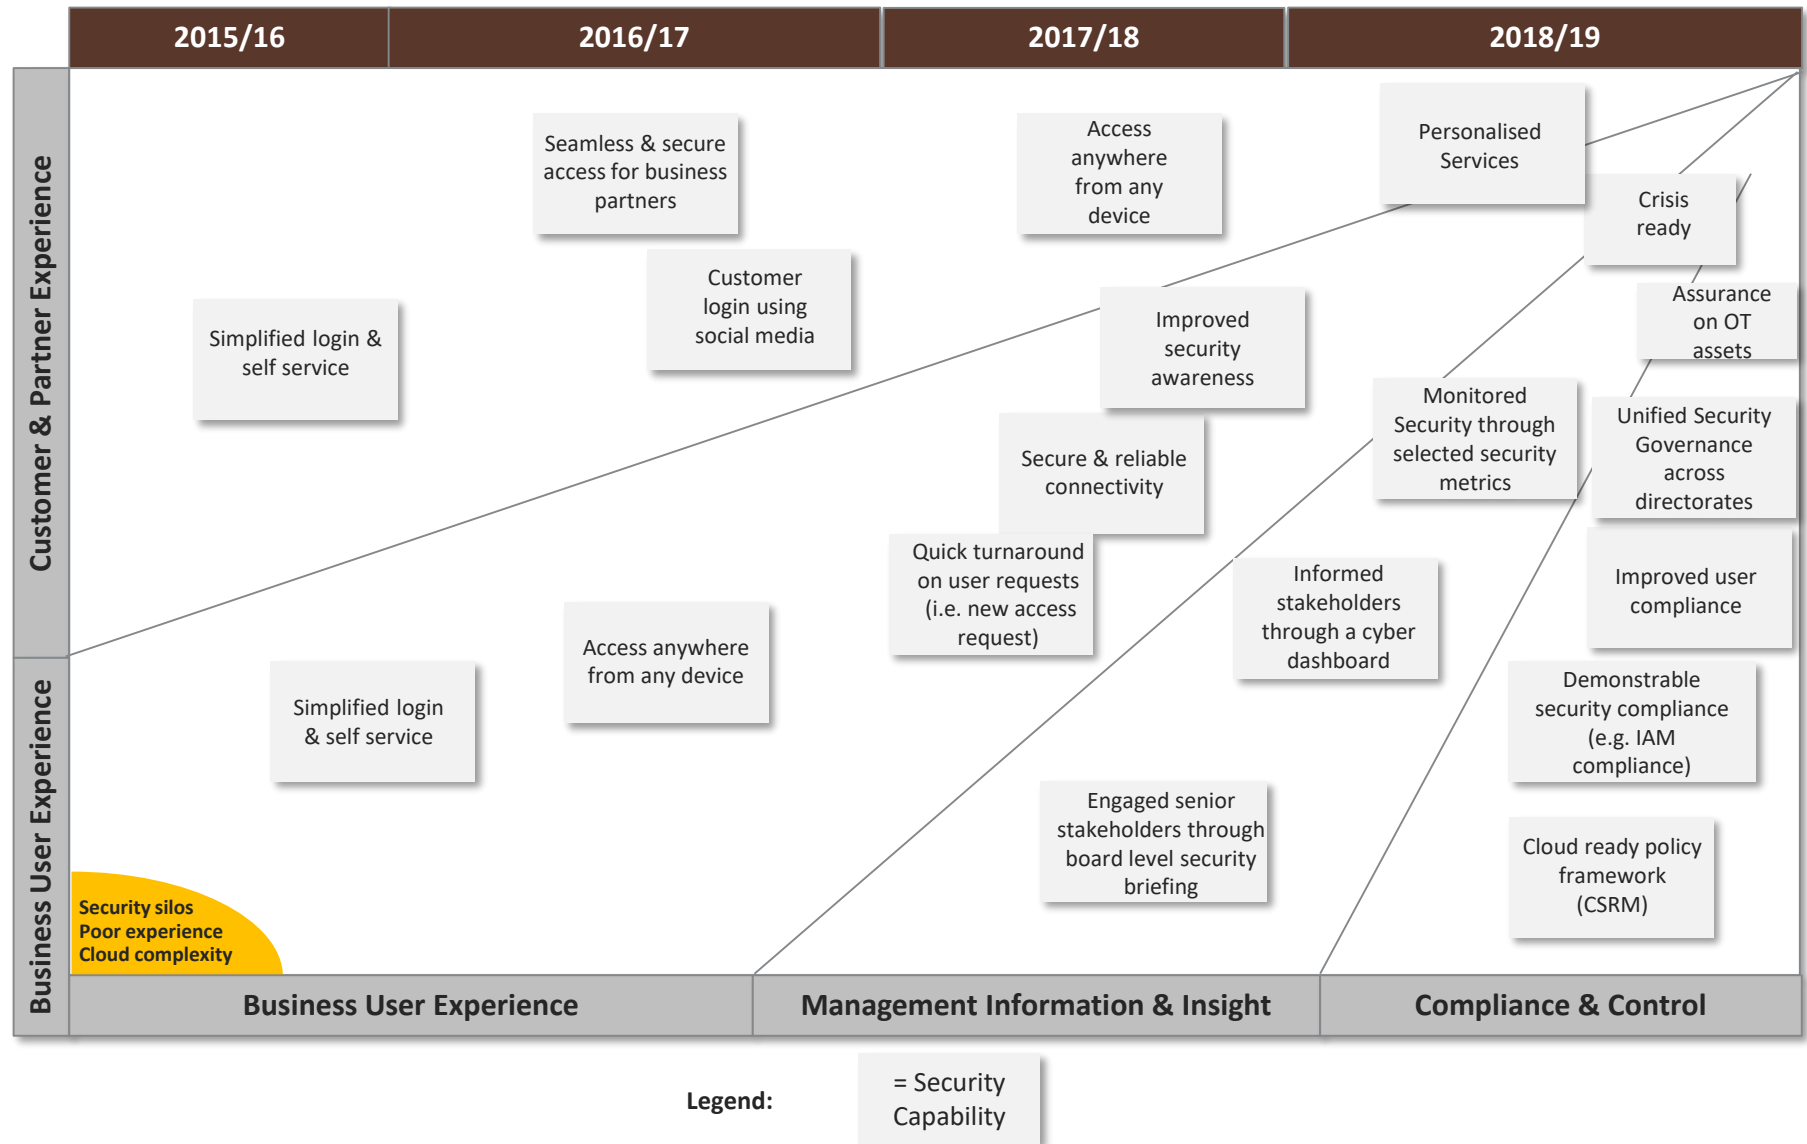 2015/16
2016/17
2017/18
2018/19
Customer & Partner Experience
Business User Experience
Seamless & secure
access for business
partners
Access
anywhere
from any
device
Personalised
Services
Crisis
ready
Customer
login using
social media
Simplified login &
self service
Improved
security
awareness
Assurance
on OT
assets
Monitored
Security through
selected security
metrics
Unified Security
Governance
across
directorates
Secure & reliable
connectivity
Quick turnaround
on user requests
(i.e. new access
request)
Informed
stakeholders
through a cyber
dashboard
Improved user
compliance
Access anywhere
from any device
Simplified login
& self service
Demonstrable
security compliance
(e.g. IAM
compliance)
Engaged senior
stakeholders through
board level security
briefing
Cloud ready policy
framework
(CSRM)
Security silos
Poor experience
Cloud complexity
Business User Experience
Management Information & Insight
Compliance & Control
Legend:
= Security
Capability